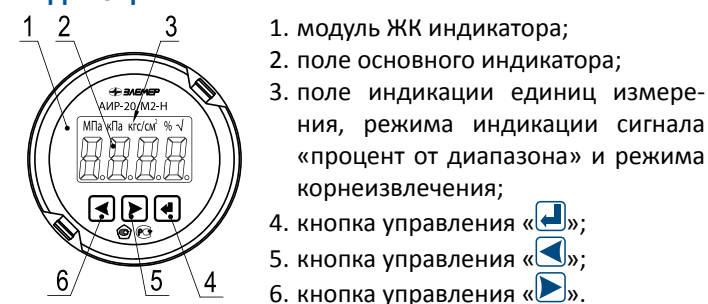 1 2 3
ЭЛЕМЕР
АИР-20/М2-Н
МПа кПа кгс/см² % √
6 5 4
1. модуль ЖК индикатора;
2. поле основного индикатора;
3. поле индикации единиц измере-
ния, режима индикации сигнала
«процент от диапазона» и режима
корнеизвлечения;
4. кнопка управления «↵»;
5. кнопка управления «◄»;
6. кнопка управления «►».